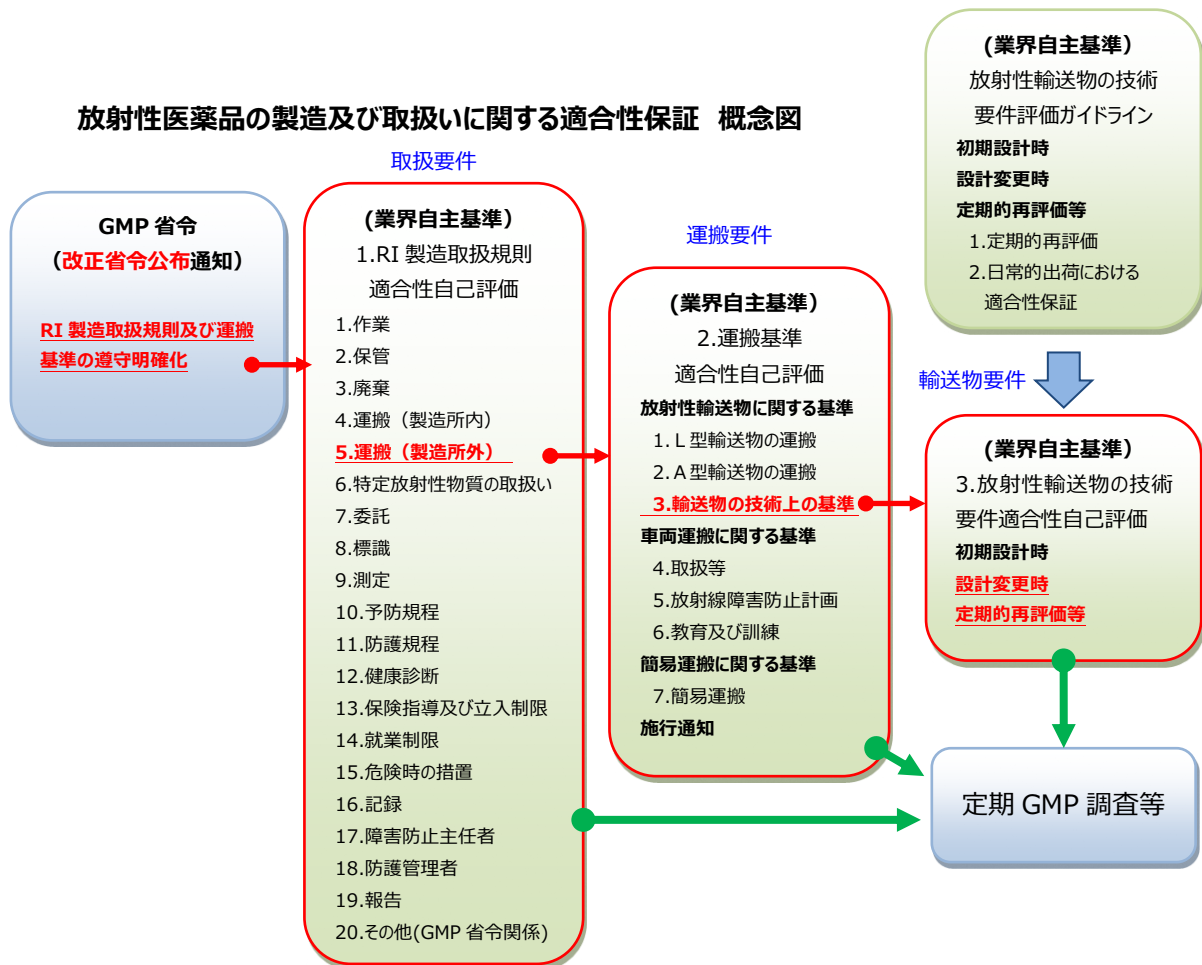 放射性医薬品の製造及び取扱いに関する適合性保証 概念図
GMP 省令
（改正省令公布通知）
RI 製造取扱規則及び運搬
基準の遵守明確化
取扱要件
(業界自主基準）
1.RI 製造取扱規則
適合性自己評価
1.作業
2.保管
3.廃棄
4.運搬（製造所内）
5.運搬（製造所外）
6.特定放射性物質の取扱い
7.委託
8.標識
9.測定
10.予防規程
11.防護規程
12.健康診断
13.保険指導及び立入制限
14.就業制限
15.危険時の措置
16.記録
17.障害防止主任者
18.防護管理者
19.報告
20.その他(GMP 省令関係)
運搬要件
(業界自主基準）
2.運搬基準
適合性自己評価
放射性輸送物に関する基準
1.Ｌ型輸送物の運搬
2.Ａ型輸送物の運搬
3.輸送物の技術上の基準
車両運搬に関する基準
4.取扱等
5.放射線障害防止計画
6.教育及び訓練
簡易運搬に関する基準
7.簡易運搬
施行通知
(業界自主基準）
放射性輸送物の技術
要件評価ガイドライン
初期設計時
設計変更時
定期的再評価等
1.定期的再評価
2.日常的出荷における
適合性保証
輸送物要件
(業界自主基準）
3.放射性輸送物の技術
要件適合性自己評価
初期設計時
設計変更時
定期的再評価等
定期 GMP 調査等